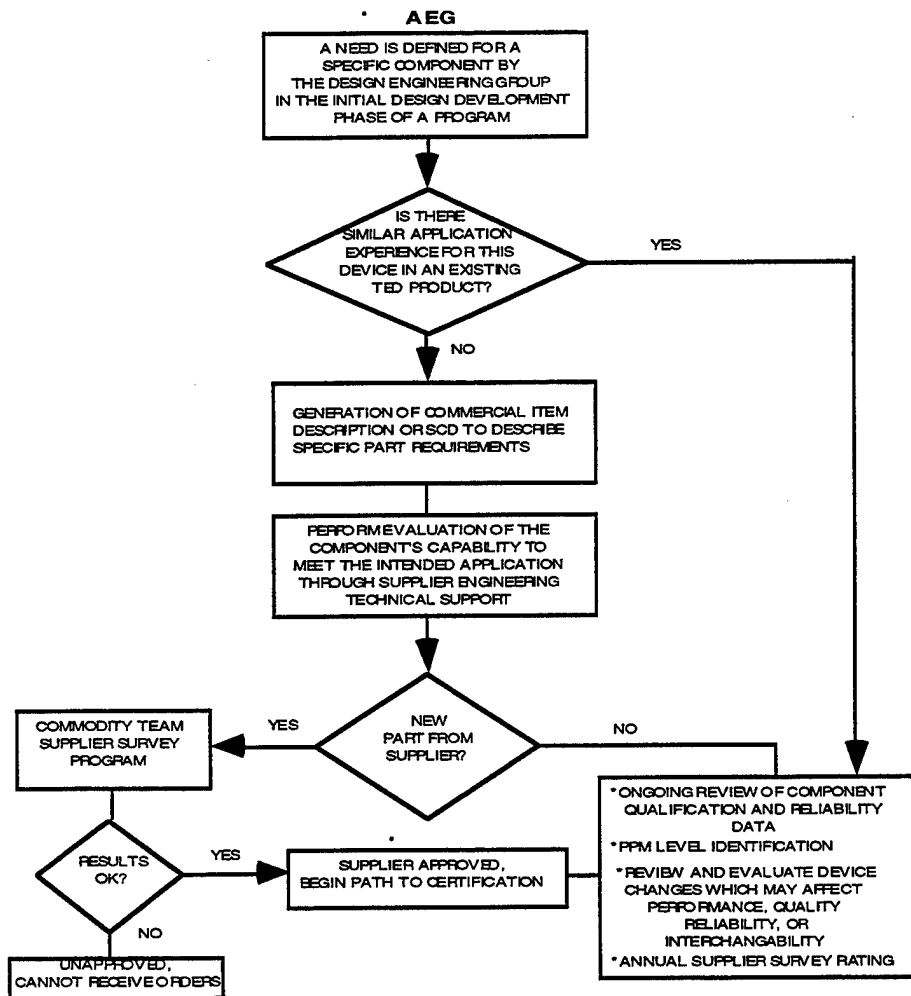 AEG
A NEED IS DEFINED FOR A
SPECIFIC COMPONENT BY
THE DESIGN ENGINEERING GROUP
IN THE INITIAL DESIGN DEVELOPMENT
PHASE OF A PROGRAM
IS THERE
SIMILAR APPLICATION
EXPERIENCE FOR THIS
DEVICE IN AN EXISTING
TED PRODUCT?
YES
NO
GENERATION OF COMMERCIAL ITEM
DESCRIPTION OR SCD TO DESCRIBE
SPECIFIC PART REQUIREMENTS
PERFORM EVALUATION OF THE
COMPONENT'S CAPABILITY TO
MEET THE INTENDED APPLICATION
THROUGH SUPPLIER ENGINEERING
TECHNICAL SUPPORT
NEW
PART FROM
SUPPLIER?
YES
NO
COMMODITY TEAM
SUPPLIER SURVEY
PROGRAM
RESULTS
OK?
YES
NO
SUPPLIER APPROVED,
BEGIN PATH TO CERTIFICATION
UNAPPROVED,
CANNOT RECEIVE ORDERS
*ONGOING REVIEW OF COMPONENT
QUALIFICATION AND RELIABILITY
DATA
*PPM LEVEL IDENTIFICATION
*REVIEW AND EVALUATE DEVICE
CHANGES WHICH MAY AFFECT
PERFORMANCE, QUALITY
RELIABILITY, OR
INTERCHANGABILITY
*ANNUAL SUPPLIER SURVEY RATING